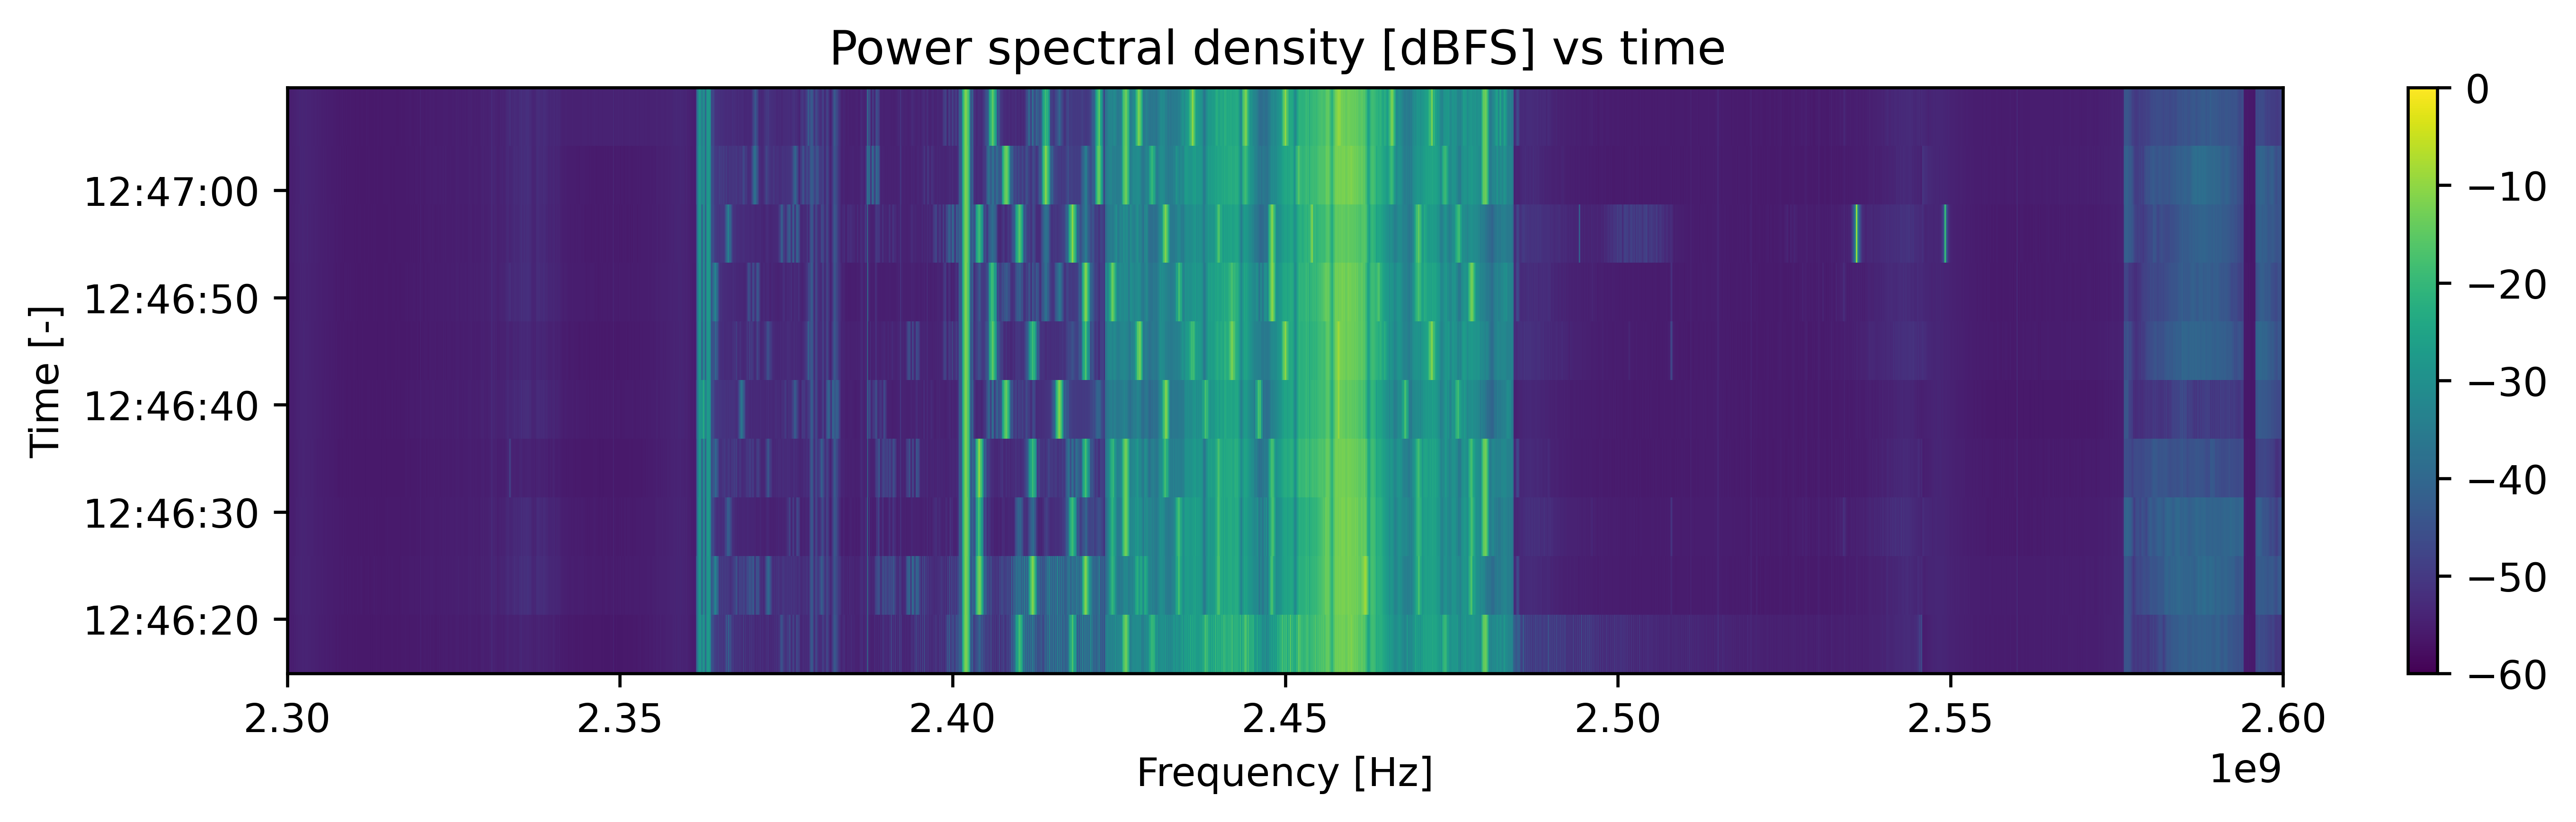 Power spectral density [dBFS] vs time
Time [-]
12:47:00
12:46:50
12:46:40
12:46:30
12:46:20
2.30 2.35 2.40 2.45 2.50 2.55 2.60
1e9
Frequency [Hz]
0
−10
−20
−30
−40
−50
−60